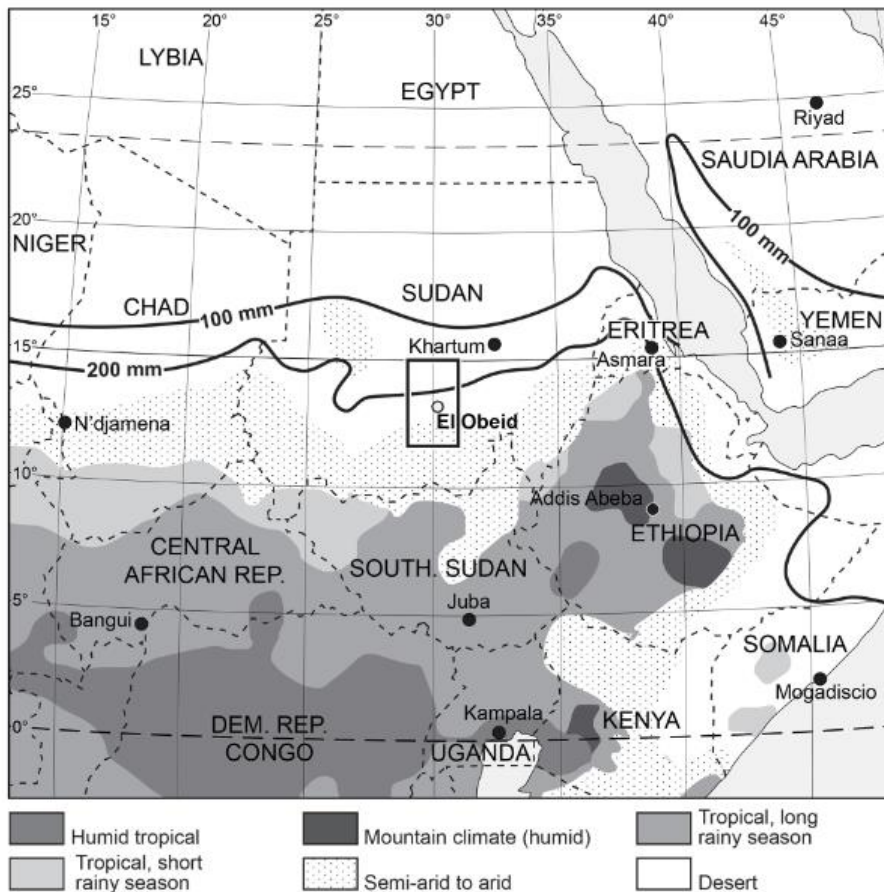 15° 20° 25° 30° 35° 40° 45°
LYBIA
EGYPT
25°
Riyad
SAUDIA ARABIA
20°
NIGER
100 mm
CHAD
100 mm
SUDAN
YEMEN
ERITREA
15°
Khartum
Sanaa
Asmara
200 mm
El Obeid
N'djamena
10°
Addis Abeba
ETHIOPIA
CENTRAL
AFRICAN REP.
SOUTH. SUDAN
5°
Juba
Bangui
SOMALIA
Mogadiscio
Kampala
KENYA
0°
DEM. REP.
CONGO
UGANDA
Humid tropical
Mountain climate (humid)
Tropical, long
rainy season
Tropical, short
rainy season
Semi-arid to arid
Desert